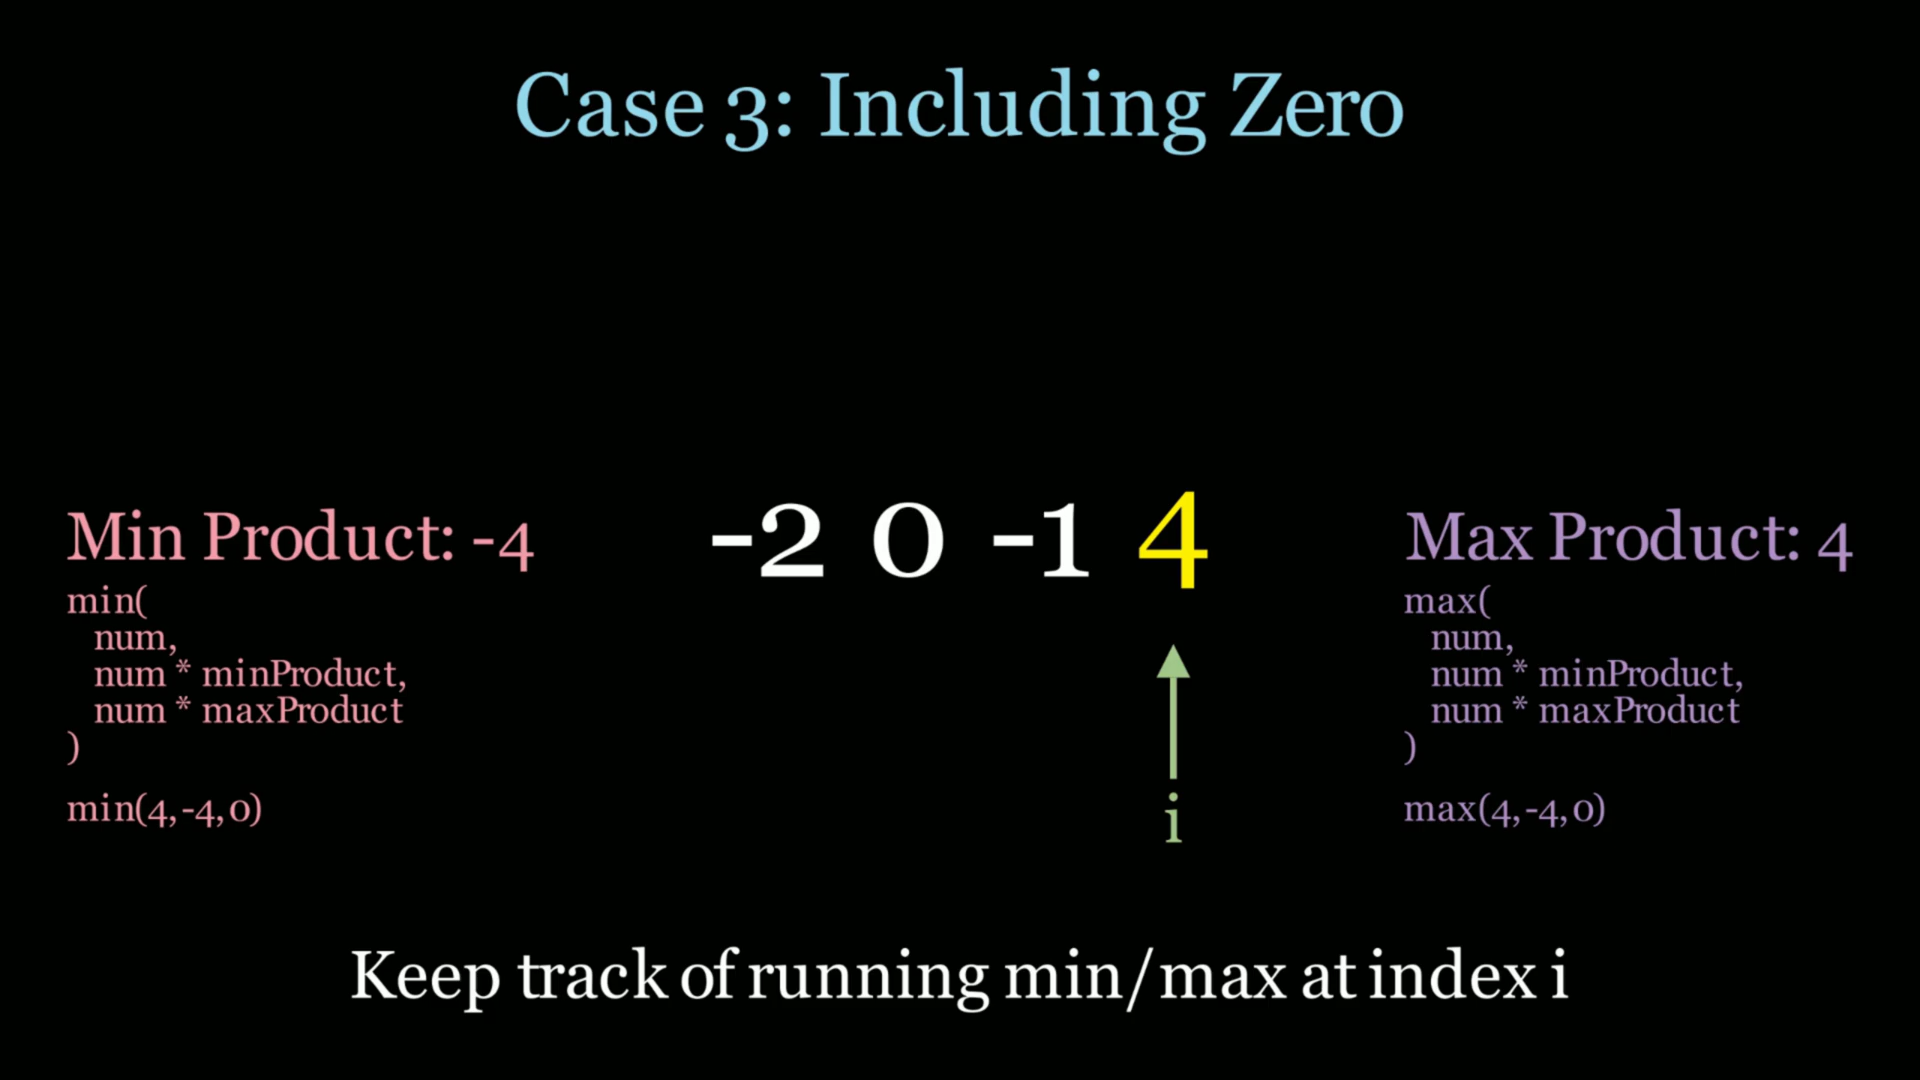 Case 3: Including Zero
Min Product: -4
min(
num,
num * minProduct,
num * maxProduct
)
min(4,-4,0)
-2 0 -1 4
i
Max Product: 4
max(
num,
num * minProduct,
num * maxProduct
)
max(4,-4,0)
Keep track of running min/max at index i